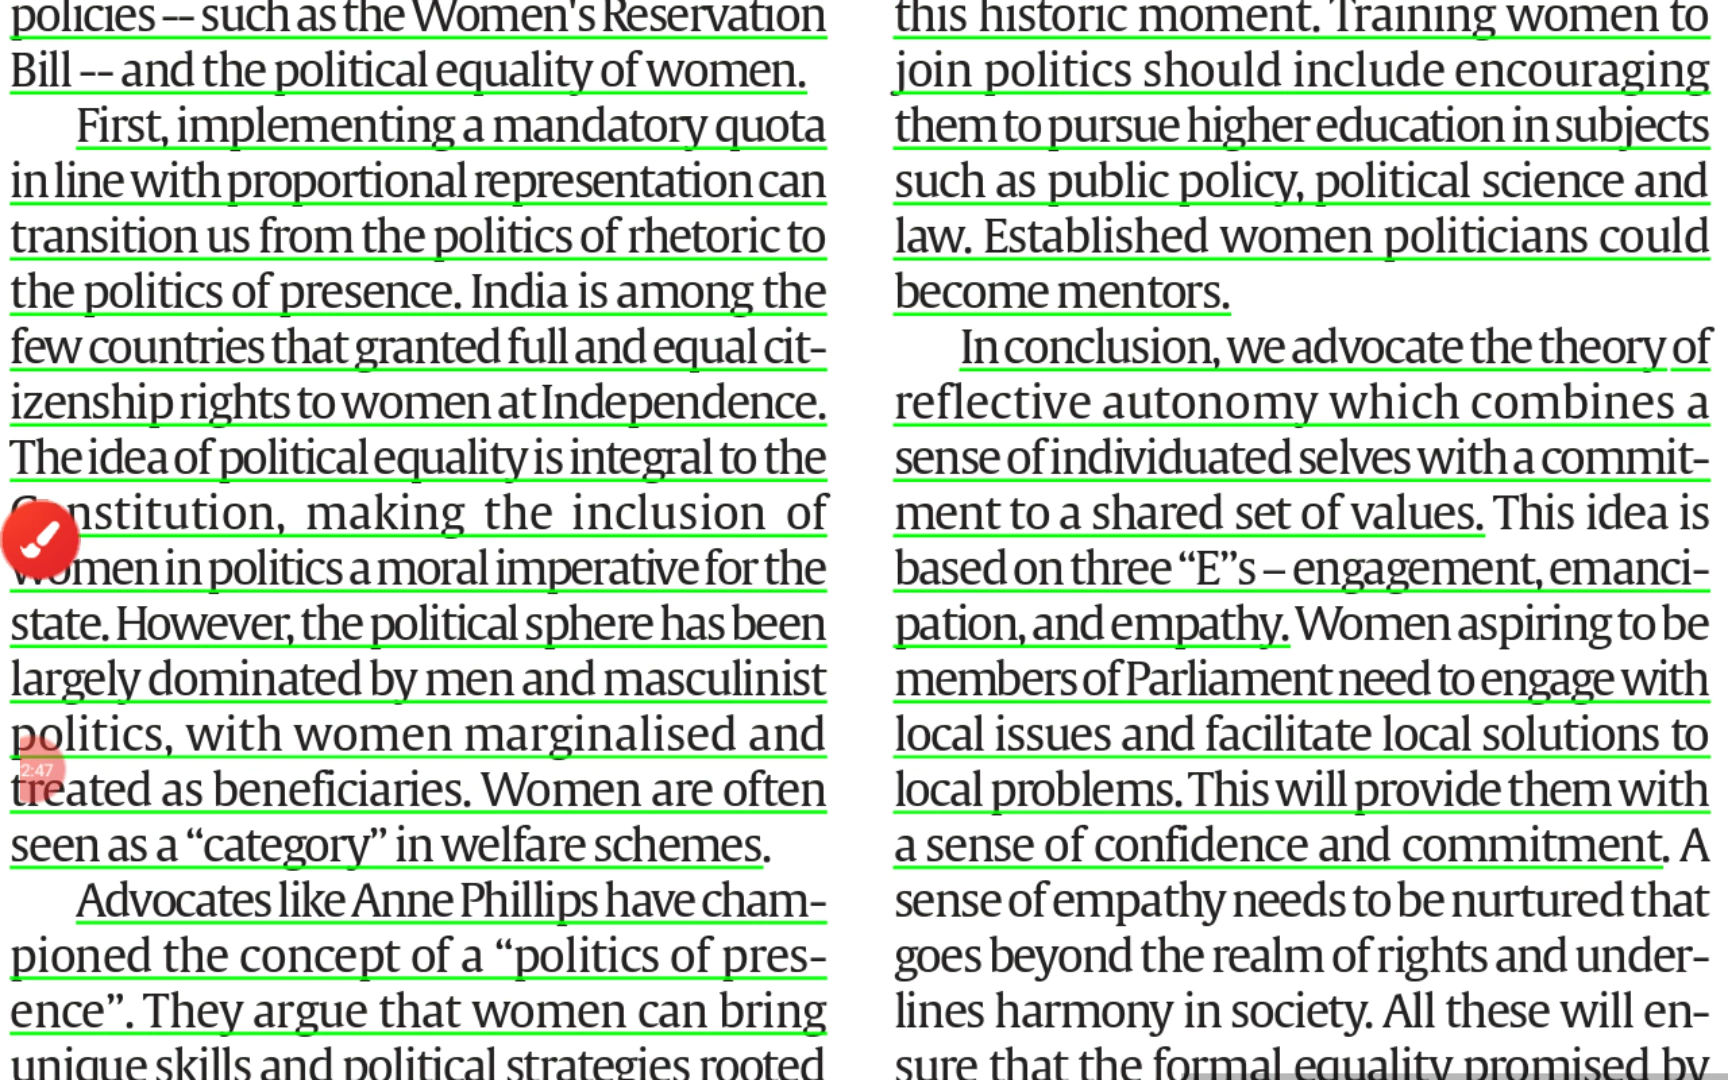 policies -- such as the Women's Reservation
Bill -- and the political equality of women.
First, implementing a mandatory quota
in line with proportional representation can
transition us from the politics of rhetoric to
the politics of presence. India is among the
few countries that granted full and equal cit-
izenship rights to women at Independence.
The idea of political equality is integral to the
Constitution, making the inclusion of
women in politics a moral imperative for the
state. However, the political sphere has been
largely dominated by men and masculinist
politics, with women marginalised and
treated as beneficiaries. Women are often
seen as a “category” in welfare schemes.
Advocates like Anne Phillips have cham-
pioned the concept of a “politics of pres-
ence”. They argue that women can bring
unique skills and political strategies rooted
2:47
this historic moment. Training women to
join politics should include encouraging
them to pursue higher education in subjects
such as public policy, political science and
law. Established women politicians could
become mentors.
In conclusion, we advocate the theory of
reflective autonomy which combines a
sense of individuated selves with a commit-
ment to a shared set of values. This idea is
based on three “E”s – engagement, emanci-
pation, and empathy. Women aspiring to be
members of Parliament need to engage with
local issues and facilitate local solutions to
local problems. This will provide them with
a sense of confidence and commitment. A
sense of empathy needs to be nurtured that
goes beyond the realm of rights and under-
lines harmony in society. All these will en-
sure that the formal equality promised by